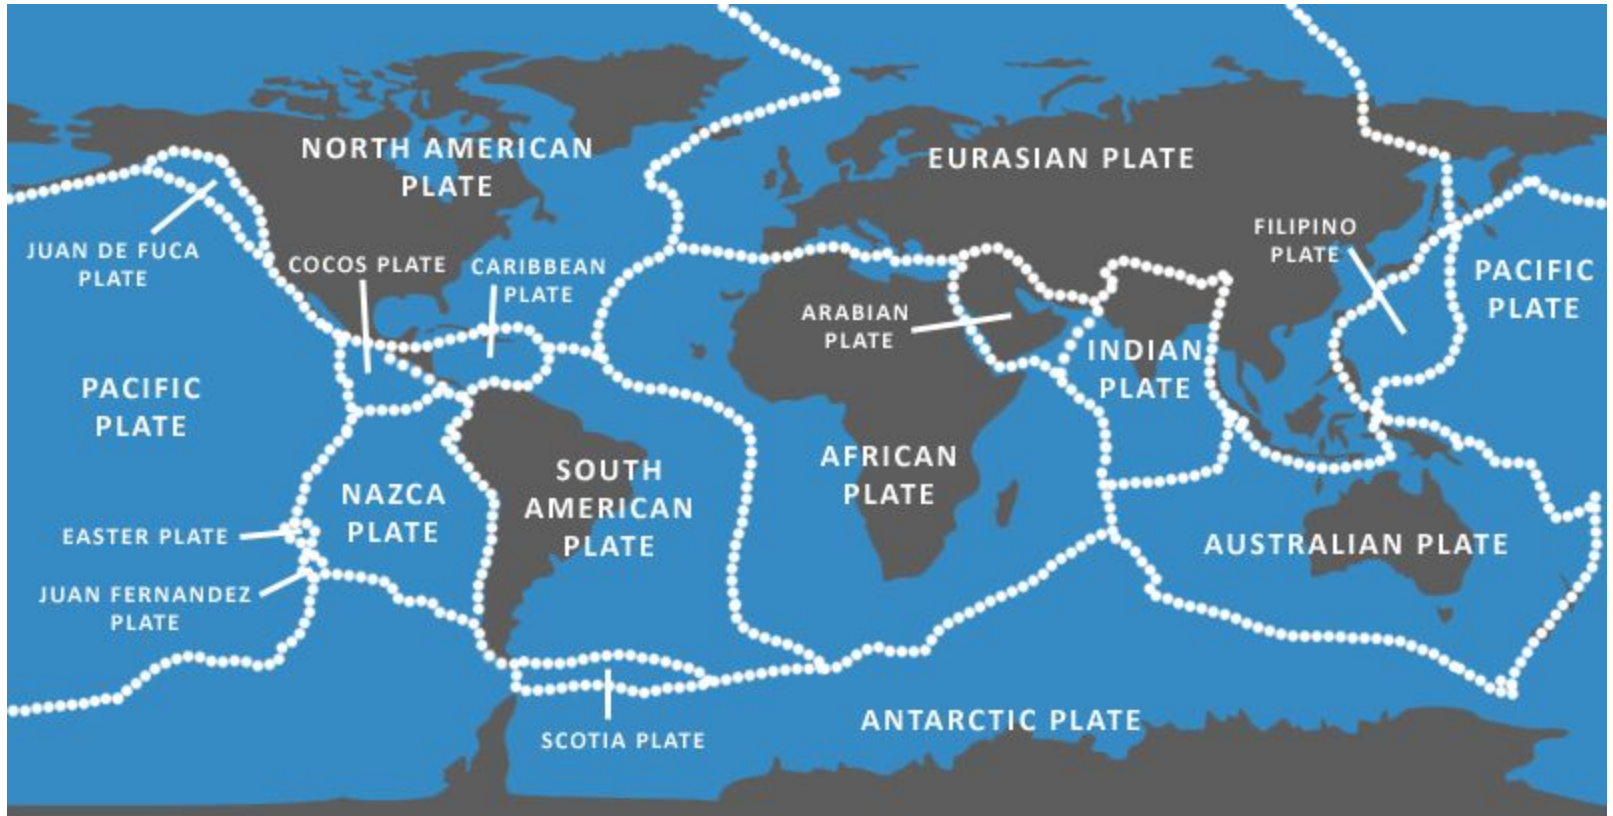 NORTH AMERICAN
PLATE
EURASIAN PLATE
JUAN DE FUCA
PLATE
COCOS PLATE
CARIBBEAN
PLATE
FILIPINO
PLATE
PACIFIC
PLATE
ARABIAN
PLATE
INDIAN
PLATE
PACIFIC
PLATE
AFRICAN
PLATE
SOUTH
AMERICAN
PLATE
NAZCA
PLATE
EASTER PLATE
AUSTRALIAN PLATE
JUAN FERNANDEZ
PLATE
ANTARCTIC PLATE
SCOTIA PLATE